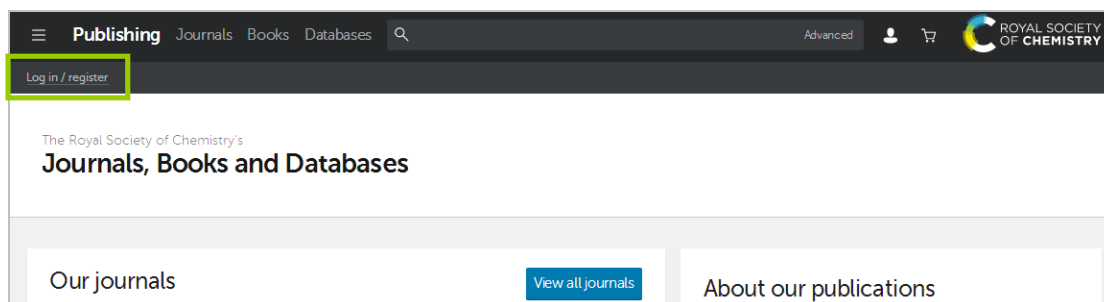 Publishing Journals Books Databases Advanced ROYAL SOCIETY
OF CHEMISTRY
Log in / register
The Royal Society of Chemistry's
Journals, Books and Databases
Our journals View all journals About our publications